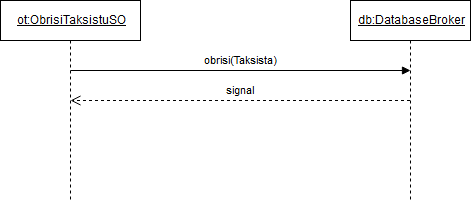 ot:ObrisiTaksistuSO
db:DatabaseBroker
obrisi(Taksista)
signal